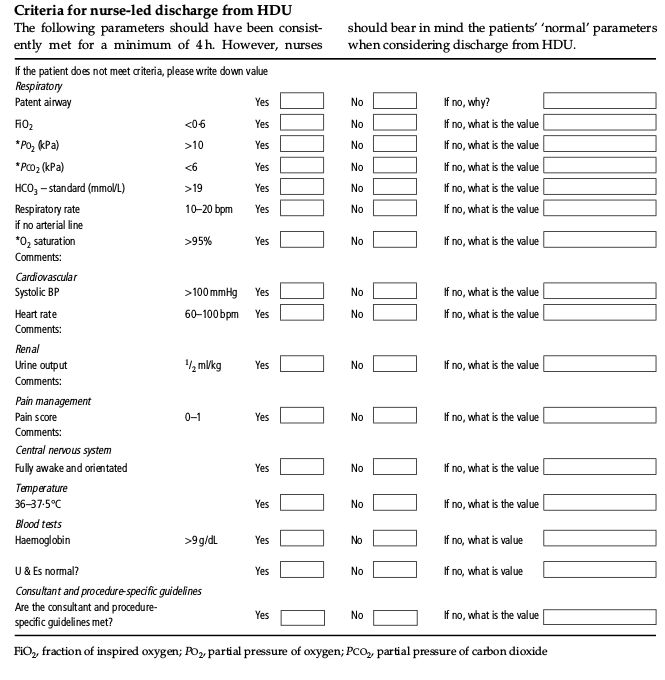 Criteria for nurse-led discharge from HDU
The following parameters should have been consist-
ently met for a minimum of 4 h. However, nurses
should bear in mind the patients' 'normal' parameters
when considering discharge from HDU.
If the patient does not meet criteria, please write down value
Respiratory
Patent airway Yes No If no, why?
FiO₂ <0·6 Yes No If no, what is the value
*PO₂ (kPa) >10 Yes No If no, what is the value
*PCO₂ (kPa) <6 Yes No If no, what is the value
HCO₃ – standard (mmol/L) >19 Yes No If no, what is the value
Respiratory rate 10–20 bpm Yes No If no, what is the value
if no arterial line
*O₂ saturation >95% Yes No If no, what is the value
Comments:
Cardiovascular
Systolic BP >100 mmHg Yes No If no, what is the value
Heart rate 60–100 bpm Yes No If no, what is the value
Comments:
Renal
Urine output ¹/₂ ml/kg Yes No If no, what is the value
Comments:
Pain management
Pain score 0–1 Yes No If no, what is the value
Comments:
Central nervous system
Fully awake and orientated Yes No If no, what is the value
Temperature
36–37·5°C Yes No If no, what is the value
Blood tests
Haemoglobin >9 g/dL Yes No If no, what is value
U & Es normal? Yes No If no, what is value
Consultant and procedure-specific guidelines
Are the consultant and procedure-
specific guidelines met? Yes No If no, what is the value
FiO₂, fraction of inspired oxygen; PO₂, partial pressure of oxygen; PCO₂, partial pressure of carbon dioxide